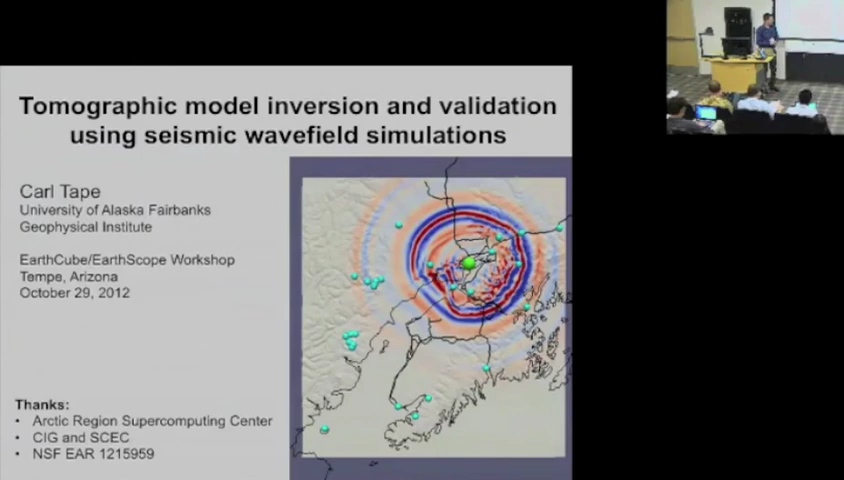 Tomographic model inversion and validation
using seismic wavefield simulations
Carl Tape
University of Alaska Fairbanks
Geophysical Institute
EarthCube/EarthScope Workshop
Tempe, Arizona
October 29, 2012
Thanks:
• Arctic Region Supercomputing Center
• CIG and SCEC
• NSF EAR 1215959